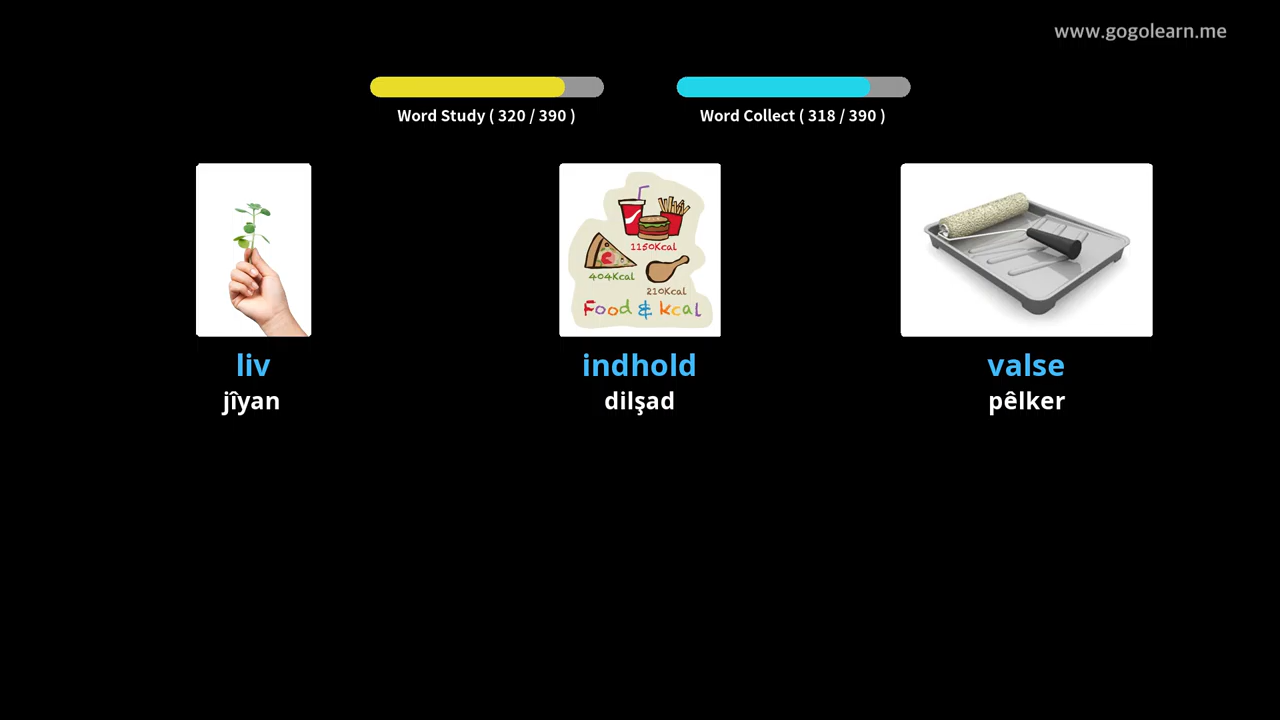 www.gogolearn.me
Word Study ( 320 / 390 )
Word Collect ( 318 / 390 )
1150Kcal
404Kcal
210Kcal
Food & kcal
liv
jîyan
indhold
dilşad
valse
pêlker